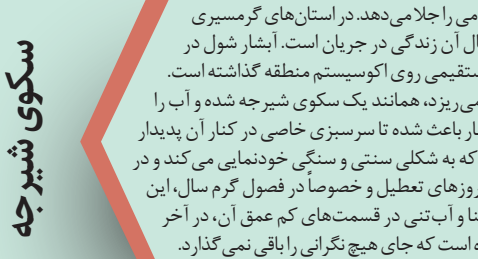 سکوی شیرجه
می را جلا می‌دهد. در استان‌های گرمسیری
ال آن زندگی در جریان است. آبشار شول در
ستقیمی روی اکوسیستم منطقه گذاشته است.
می‌ریزد، همانند یک سکوی شیرجه شده و آب را
ار باعث شده تا سرسبزی خاصی در کنار آن پدیدار
که به شکلی سنتی و سنگی خودنمایی می‌کند و در
روزهای تعطیل و خصوصاً در فصول گرم سال، این
نا و آب‌تنی در قسمت‌های کم عمق آن، در آخر
ه است که جای هیچ نگرانی را باقی نمی‌گذارد.